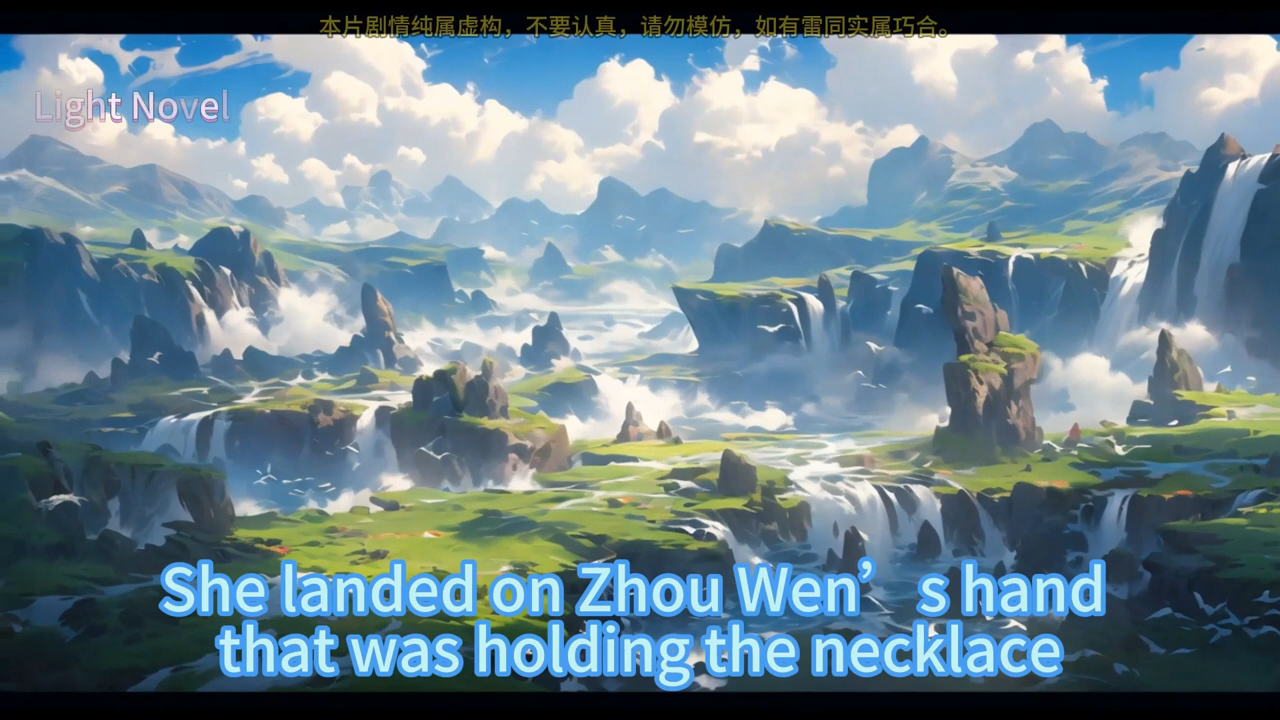 本片剧情纯属虚构，不要认真，请勿模仿，如有雷同实属巧合。
Light Novel
She landed on Zhou Wen’s hand
that was holding the necklace